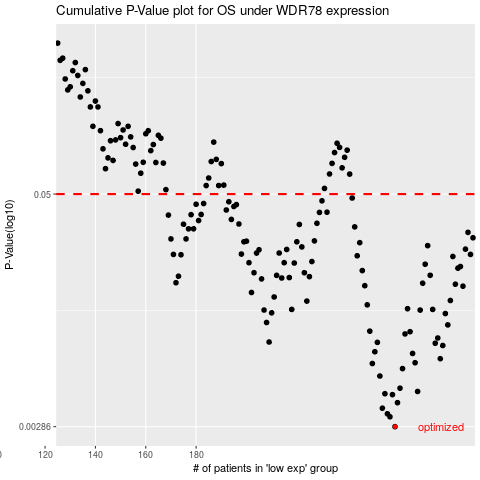 Cumulative P-Value plot for OS under WDR78 expression
P-Value(log10)
0.05
0.00286
optimized
0 120 140 160 180
# of patients in 'low exp' group